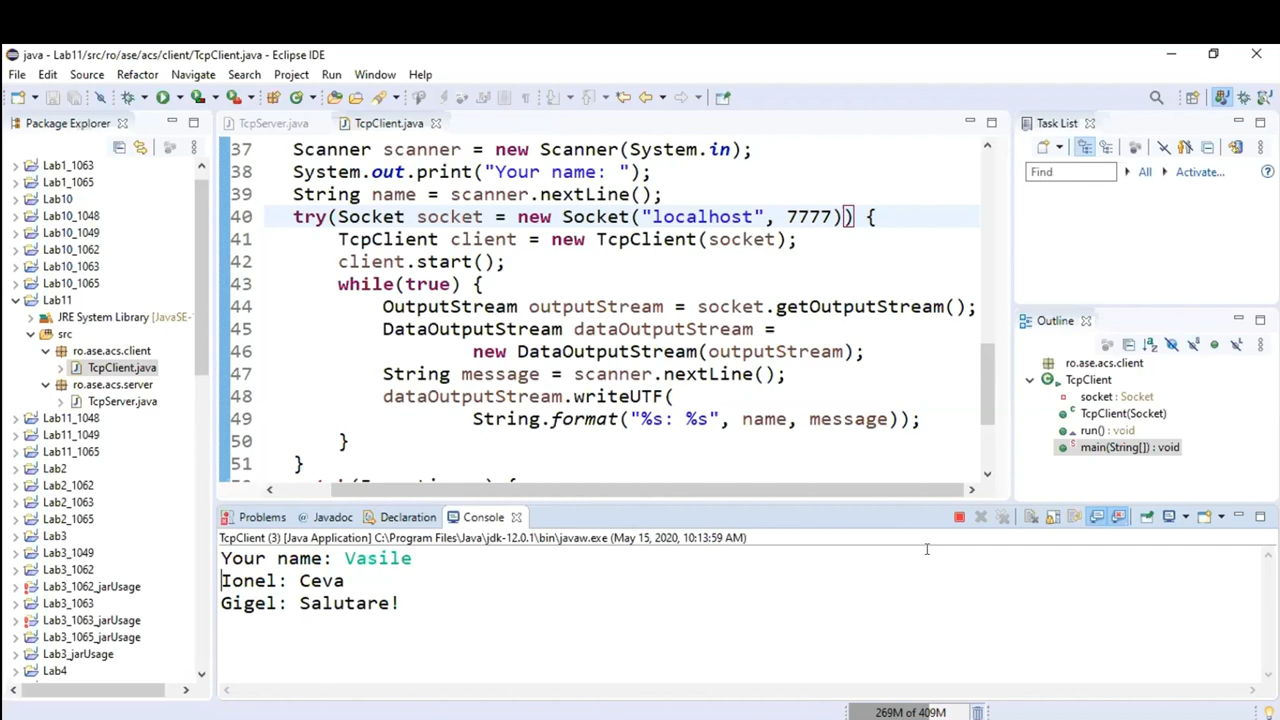 java - Lab11/src/ro/ase/acs/client/TcpClient.java - Eclipse IDE
File Edit Source Refactor Navigate Search Project Run Window Help
Package Explorer
Lab1_1063
Lab1_1065
Lab10
Lab10_1048
Lab10_1049
Lab10_1062
Lab10_1063
Lab10_1065
Lab11
JRE System Library [JavaSE-
src
ro.ase.acs.client
TcpClient.java
ro.ase.acs.server
TcpServer.java
Lab11_1048
Lab11_1049
Lab11_1065
Lab2
Lab2_1062
Lab2_1063
Lab2_1065
Lab3
Lab3_1049
Lab3_1062
Lab3_1062_jarUsage
Lab3_1063
Lab3_1063_jarUsage
Lab3_1065_jarUsage
Lab3_jarUsage
Lab4
TcpServer.java TcpClient.java
37 Scanner scanner = new Scanner(System.in);
38 System.out.print("Your name: ");
39 String name = scanner.nextLine();
40 try(Socket socket = new Socket("localhost", 7777)) {
41 TcpClient client = new TcpClient(socket);
42 client.start();
43 while(true) {
44 OutputStream outputStream = socket.getOutputStream();
45 DataOutputStream dataOutputStream =
46 new DataOutputStream(outputStream);
47 String message = scanner.nextLine();
48 dataOutputStream.writeUTF(
49 String.format("%s: %s", name, message));
50 }
51 }
Task List
Find All Activate...
Outline
ro.ase.acs.client
TcpClient
socket : Socket
TcpClient(Socket)
run() : void
main(String[]) : void
Problems Javadoc Declaration Console
TcpClient (3) [Java Application] C:\Program Files\Java\jdk-12.0.1\bin\javaw.exe (May 15, 2020, 10:13:59 AM)
Your name: Vasile
Ionel: Ceva
Gigel: Salutare!
269M of 409M